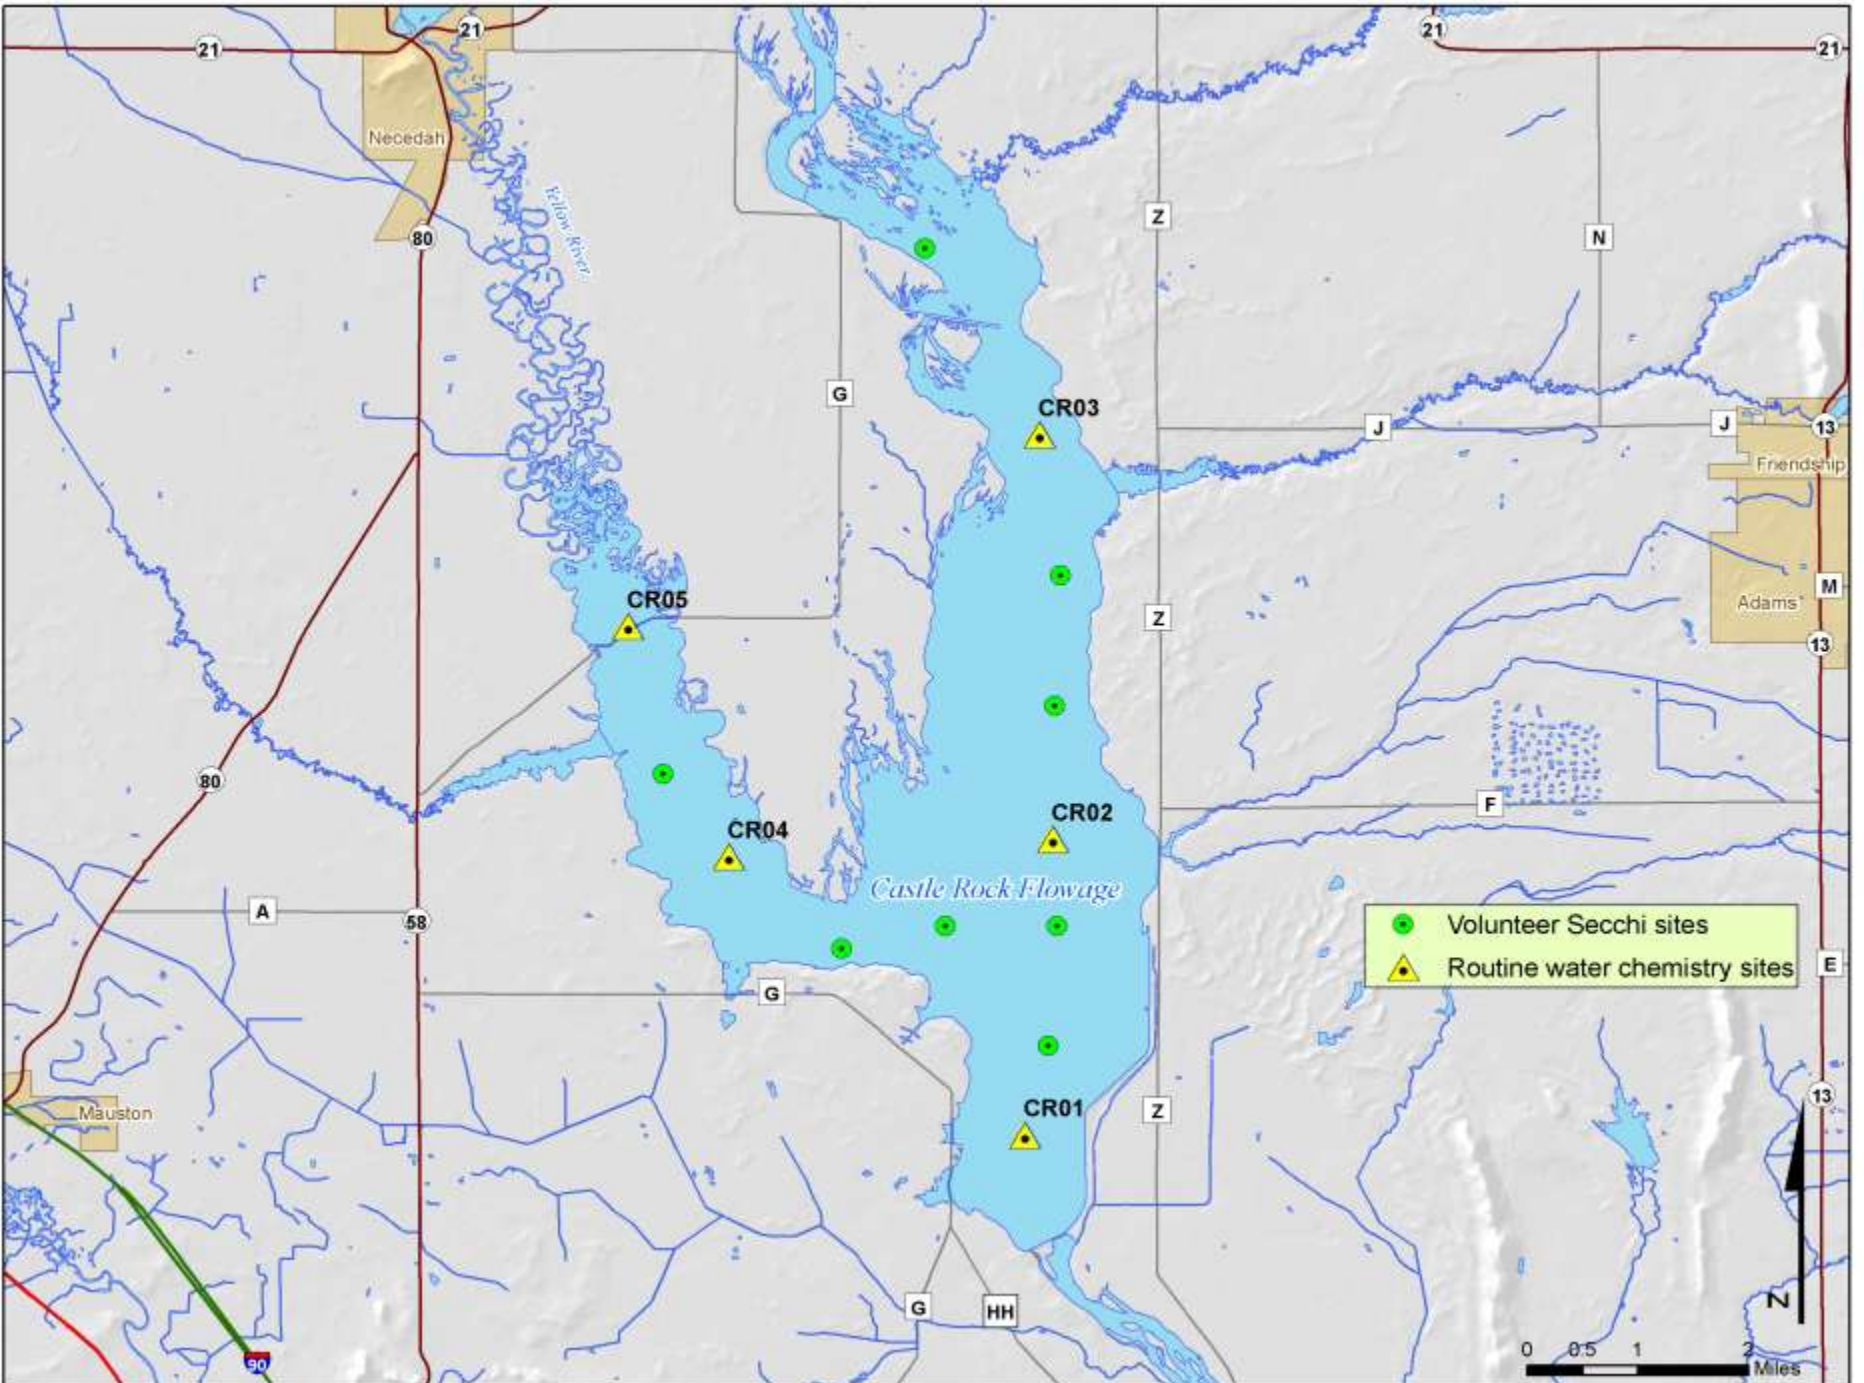 21
21
21
21
Necedah
Yellow River
80
Z
N
G
CR03
J
J
13
Friendship
CR05
Z
M
Adams
13
80
CR04
CR02
F
Castle Rock Flowage
A
58
Volunteer Secchi sites
Routine water chemistry sites
E
G
Mauston
CR01
Z
13
G
HH
N
90
0 0.5 1 2
Miles